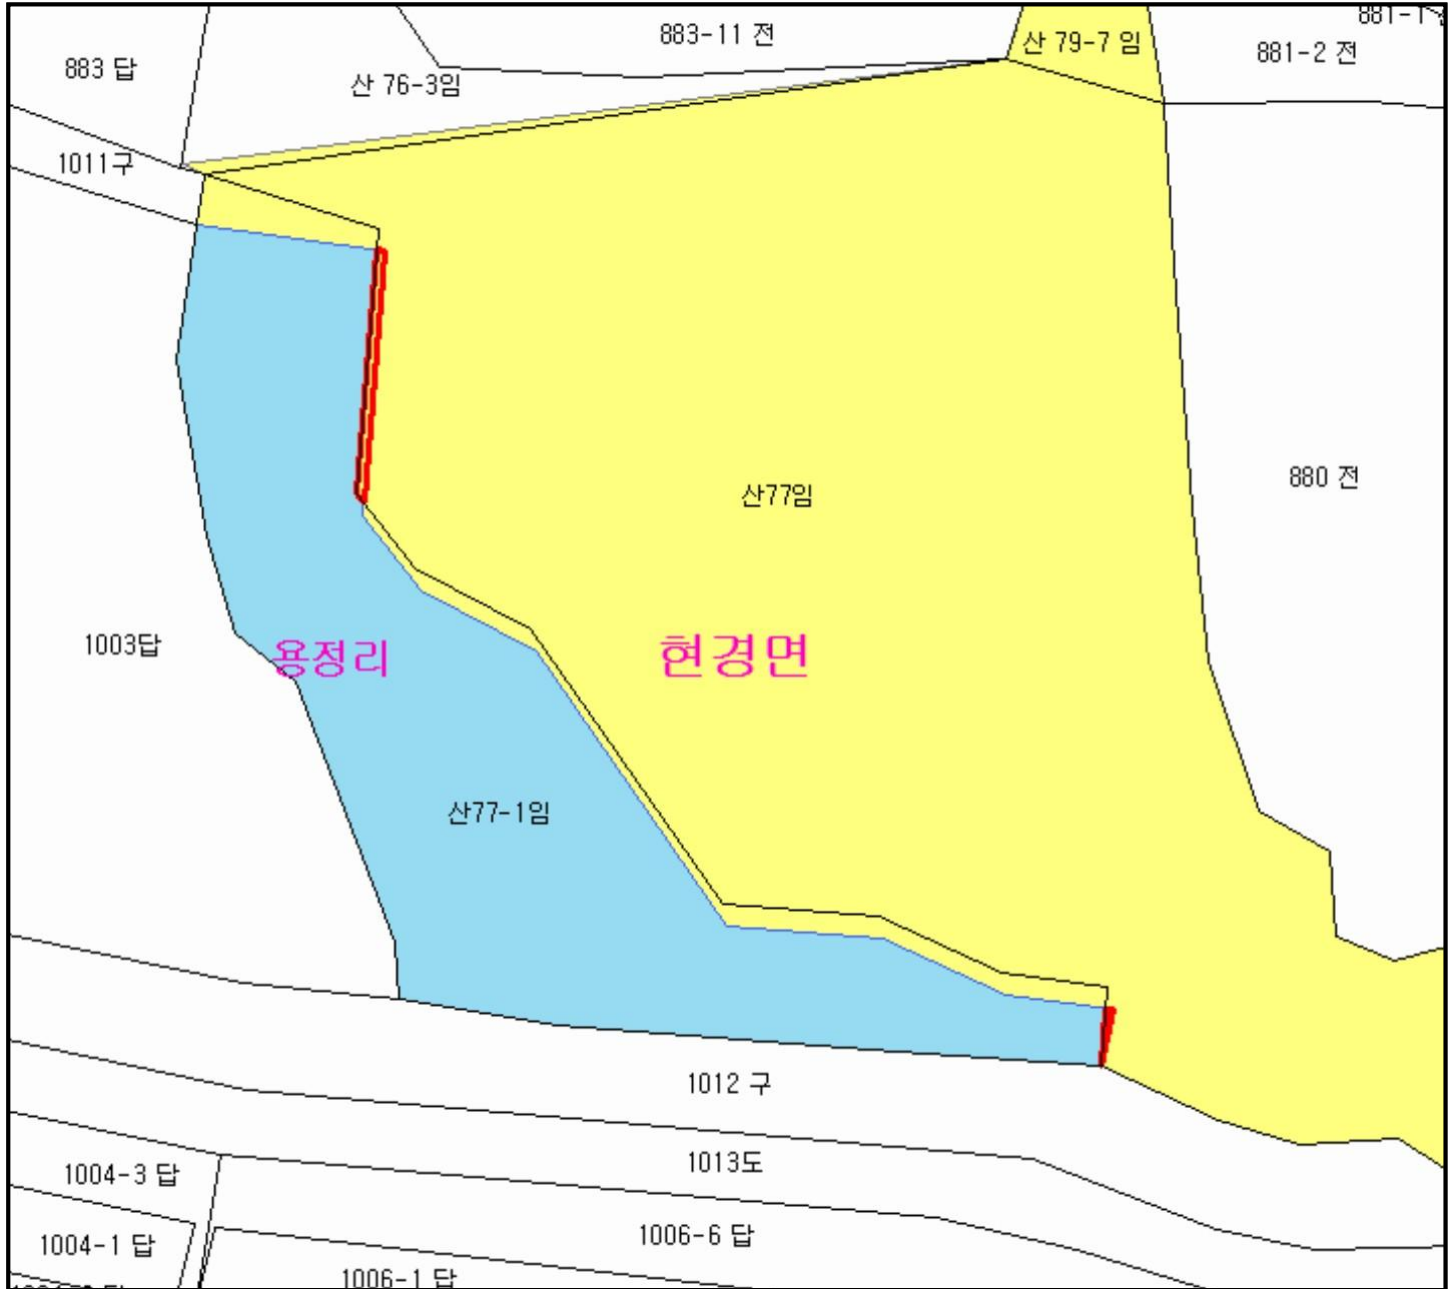 881-1
883-11 전
산 79-7 임
881-2 전
883 답
산 76-3임
1011구
산77임
880 전
1003답
용정리
현경면
산77-1임
1012 구
1013도
1004-3 답
1006-6 답
1004-1 답
1006-1 답